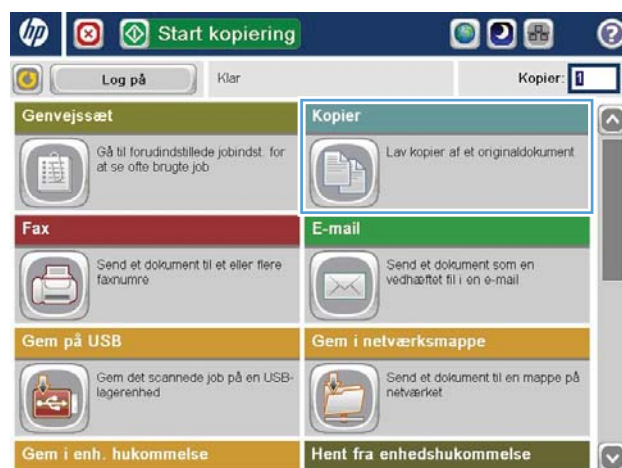 hp
Start kopiering
?
Log på
Klar
Kopier: 1
Genvejssæt
Gå til forudindstillede jobindst. for
at se ofte brugte job
Kopier
Lav kopier af et originaldokument
Fax
Send et dokument til et eller flere
faxnumre
E-mail
Send et dokument som en
vedhæftet fil i en e-mail
Gem på USB
Gem det scannede job på en USB-
lagerenhed
Gem i netværksmappe
Send et dokument til en mappe på
netværket
Gem i enh. hukommelse
Hent fra enhedshukommelse